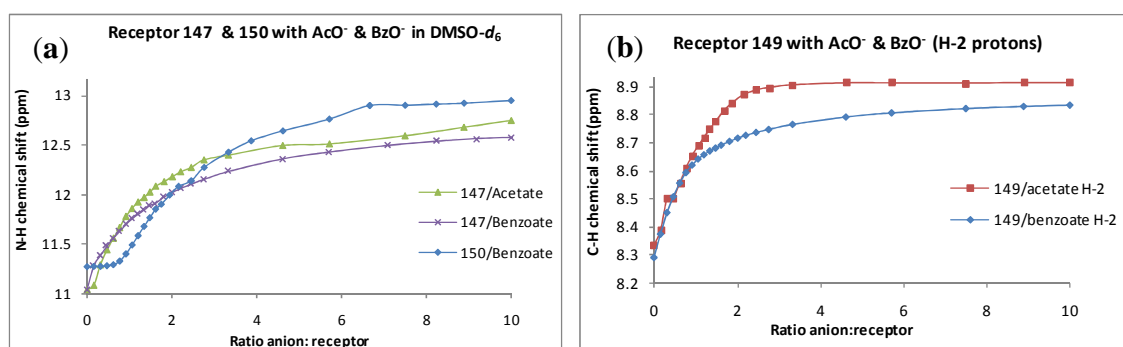 (a)
Receptor 147 & 150 with AcO⁻ & BzO⁻ in DMSO-d₆
N-H chemical shift (ppm)
13
12.5
12
11.5
11
0
2
4
6
8
10
Ratio anion: receptor
147/Acetate
147/Benzoate
150/Benzoate
(b)
Receptor 149 with AcO⁻ & BzO⁻ (H-2 protons)
C-H chemical shift (ppm)
8.9
8.8
8.7
8.6
8.5
8.4
8.3
8.2
0
2
4
6
8
10
Ratio anion:receptor
149/acetate H-2
149/benzoate H-2